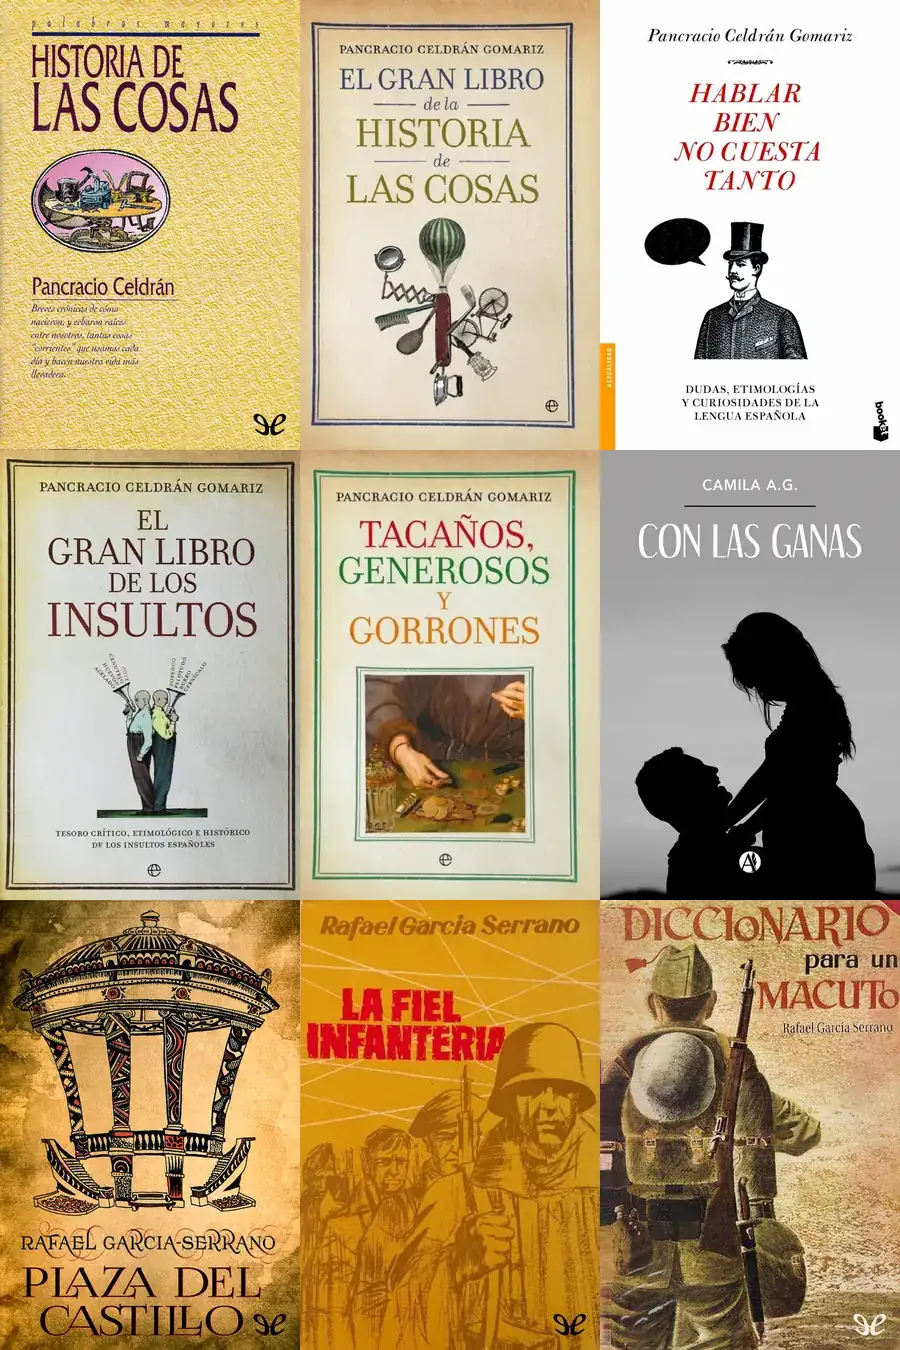 palabras mayores
HISTORIA DE
LAS COSAS
Pancracio Celdrán
Breves crónicas de cómo
nacieron, y echaron raíces
entre nosotros, tantas cosas
"corrientes" que usamos cada
día y hacen nuestra vida más
llevadera.
PANCRACIO CELDRÁN GOMARIZ
EL GRAN LIBRO
de la
HISTORIA
de
LAS COSAS
Pancracio Celdrán Gomariz
HABLAR
BIEN
NO CUESTA
TANTO
ACTUALIDAD
DUDAS, ETIMOLOGÍAS
Y CURIOSIDADES DE LA
LENGUA ESPAÑOLA
booket
PANCRACIO CELDRÁN GOMARIZ
EL
GRAN LIBRO
DE LOS
INSULTOS
TESORO CRÍTICO, ETIMOLÓGICO E HISTÓRICO
DE LOS INSULTOS ESPAÑOLES
PANCRACIO CELDRÁN GOMARIZ
TACAÑOS,
GENEROSOS
Y
GORRONES
CAMILA A.G.
CON LAS GANAS
RAFAEL GARCIA-SERRANO
PLAZA DEL
CASTILLO
Rafael Garcia Serrano
LA FIEL
INFANTERIA
DICCIONARIO
para un
MACUTO
Rafael García Serrano